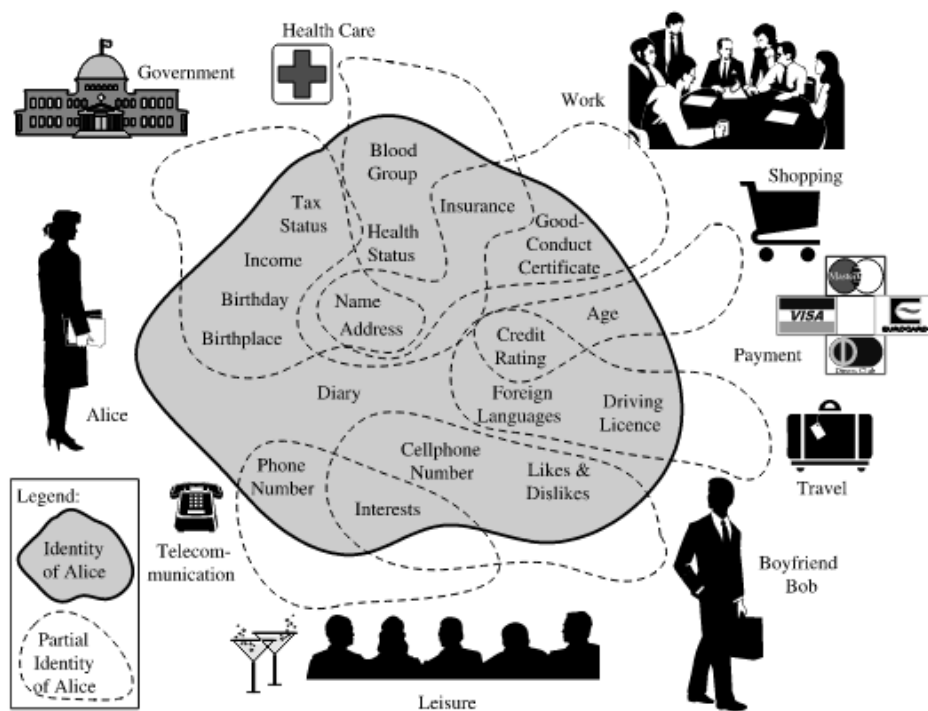 Health Care
Government
Work
Shopping
Blood
Group
Tax
Status
Insurance
Good-
Conduct
Certificate
Health
Status
Income
Master
VISA
EUROCARD
Birthday
Name
Address
Age
Birthplace
Credit
Rating
Payment
Diary
Foreign
Languages
Driving
Licence
Alice
Phone
Number
Cellphone
Number
Likes &
Dislikes
Travel
Interests
Legend:
Identity
of Alice
Telecom-
munication
Boyfriend
Bob
Partial
Identity
of Alice
Leisure